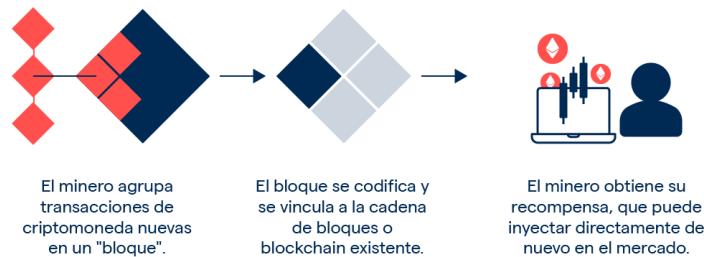 El minero agrupa
transacciones de
criptomoneda nuevas
en un "bloque".
El bloque se codifica y
se vincula a la cadena
de bloques o
blockchain existente.
El minero obtiene su
recompensa, que puede
inyectar directamente de
nuevo en el mercado.